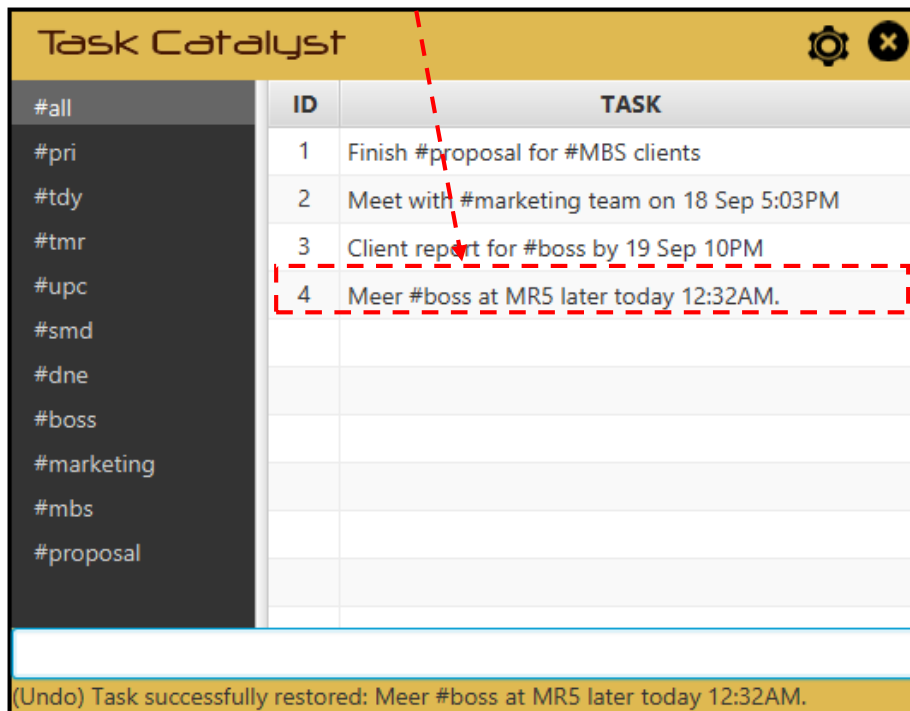 Task Catalyst
#all
#pri
#tdy
#tmr
#upc
#smd
#dne
#boss
#marketing
#mbs
#proposal
ID TASK
1 Finish #proposal for #MBS clients
2 Meet with #marketing team on 18 Sep 5:03PM
3 Client report for #boss by 19 Sep 10PM
4 Meer #boss at MR5 later today 12:32AM.
(Undo) Task successfully restored: Meer #boss at MR5 later today 12:32AM.